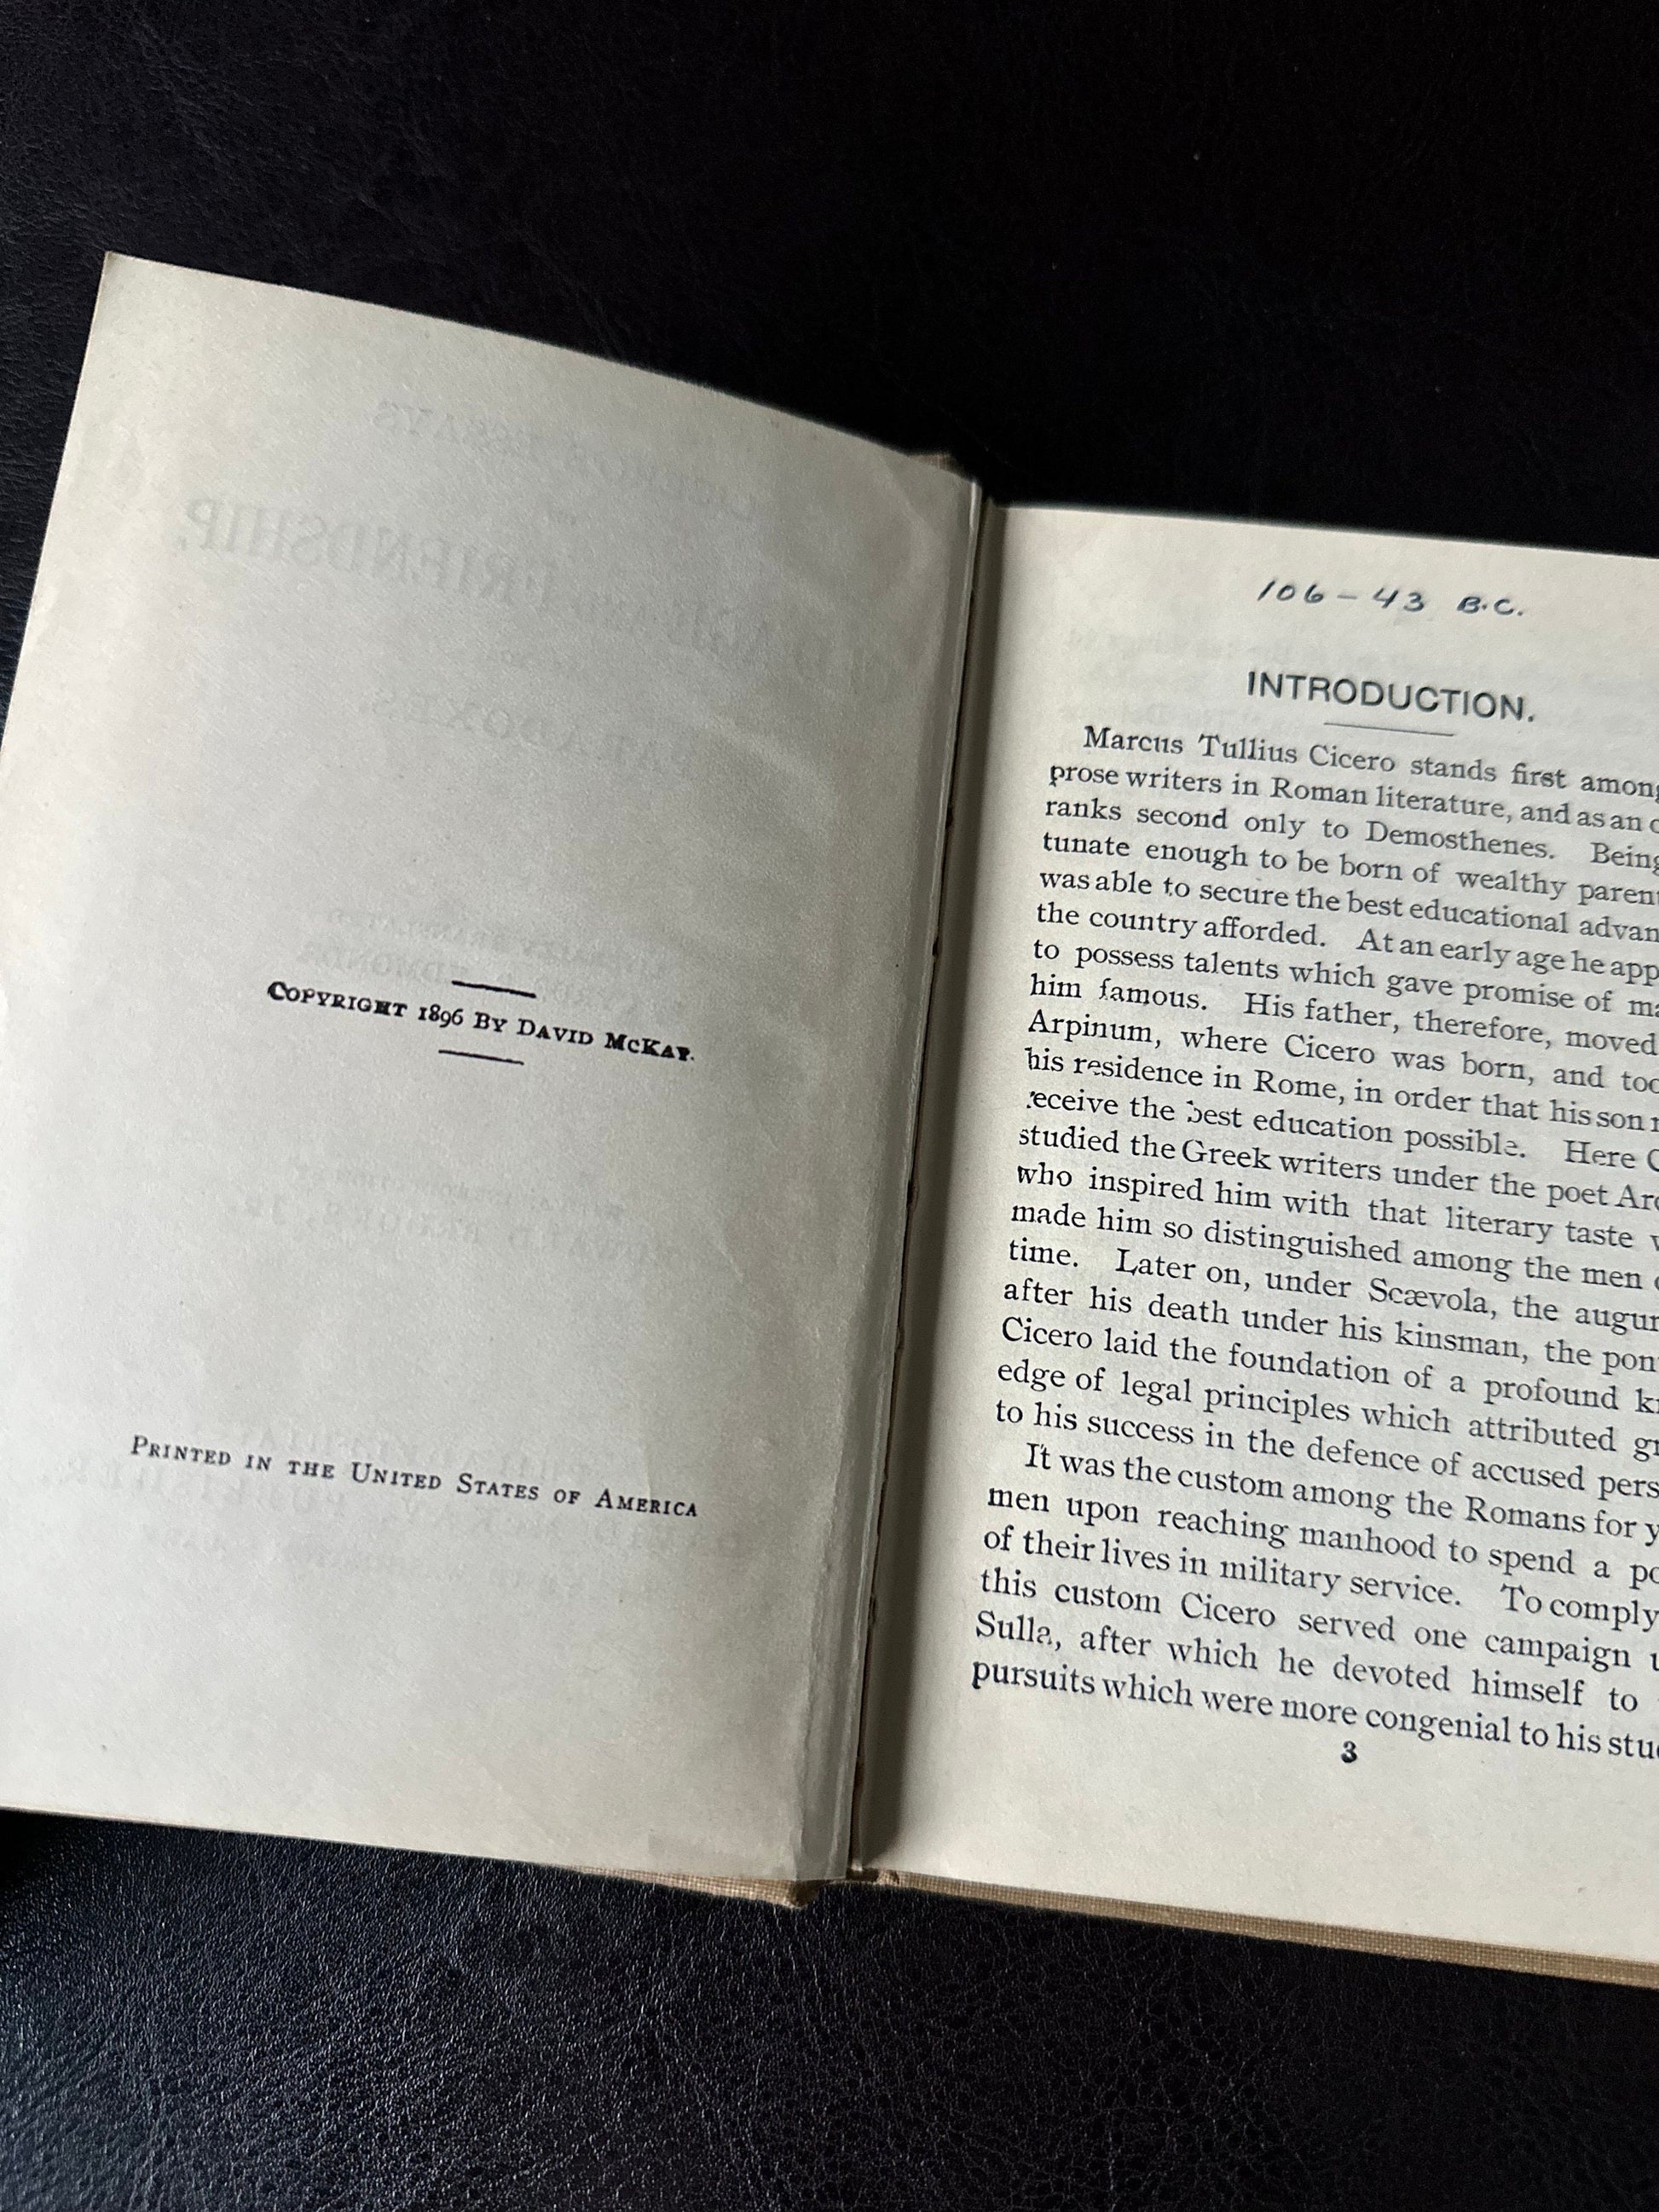 COPYRIGHT 1896 BY DAVID MCKAY.
PRINTED IN THE UNITED STATES OF AMERICA
106-43 B.C.
INTRODUCTION.
Marcus Tullius Cicero stands first among
prose writers in Roman literature, and as an
ranks second only to Demosthenes. Being
tunate enough to be born of wealthy parent
was able to secure the best educational advan
the country afforded. At an early age he app
to possess talents which gave promise of ma
him famous. His father, therefore, moved
Arpinum, where Cicero was born, and too
his residence in Rome, in order that his son
receive the best education possible. Here C
studied the Greek writers under the poet Arc
who inspired him with that literary taste
made him so distinguished among the men
time. Later on, under Scævola, the augur
after his death under his kinsman, the pon
Cicero laid the foundation of a profound k
edge of legal principles which attributed gr
to his success in the defence of accused pers
It was the custom among the Romans for y
men upon reaching manhood to spend a po
of their lives in military service. To comply
this custom Cicero served one campaign u
Sulla, after which he devoted himself to
pursuits which were more congenial to his stu
3